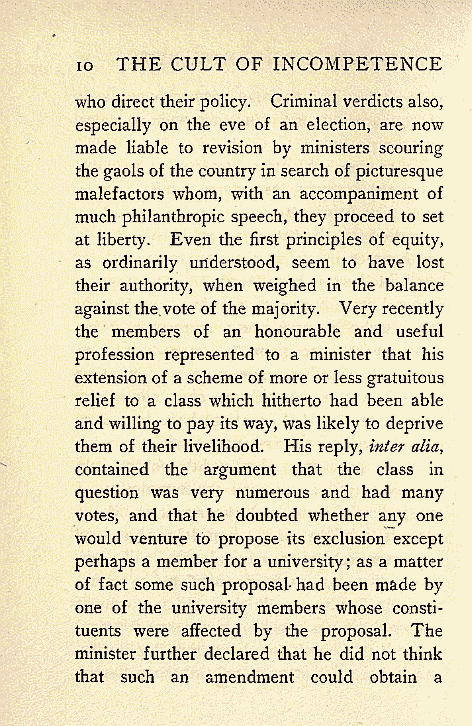 10 THE CULT OF INCOMPETENCE
who direct their policy. Criminal verdicts also,
especially on the eve of an election, are now
made liable to revision by ministers scouring
the gaols of the country in search of picturesque
malefactors whom, with an accompaniment of
much philanthropic speech, they proceed to set
at liberty. Even the first principles of equity,
as ordinarily understood, seem to have lost
their authority, when weighed in the balance
against the vote of the majority. Very recently
the members of an honourable and useful
profession represented to a minister that his
extension of a scheme of more or less gratuitous
relief to a class which hitherto had been able
and willing to pay its way, was likely to deprive
them of their livelihood. His reply, inter alia,
contained the argument that the class in
question was very numerous and had many
votes, and that he doubted whether any one
would venture to propose its exclusion except
perhaps a member for a university; as a matter
of fact some such proposal had been made by
one of the university members whose consti-
tuents were affected by the proposal. The
minister further declared that he did not think
that such an amendment could obtain a